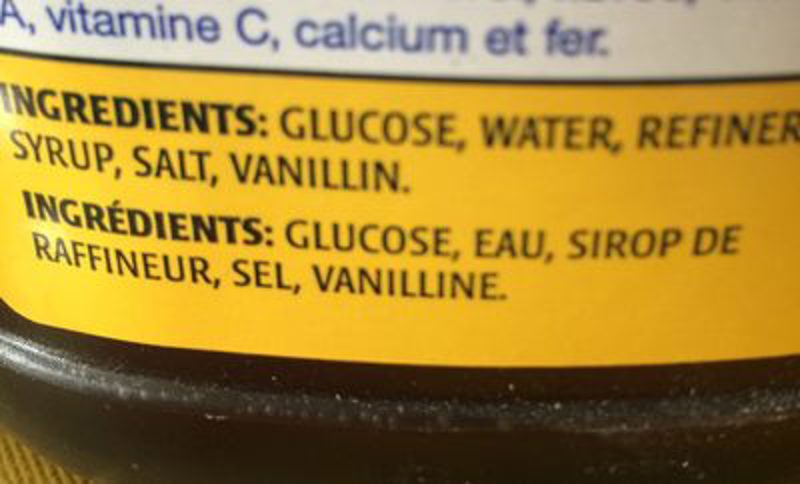 A, vitamine C, calcium et fer.
INGREDIENTS: GLUCOSE, WATER, REFINER
SYRUP, SALT, VANILLIN.
INGRÉDIENTS: GLUCOSE, EAU, SIROP DE
RAFFINEUR, SEL, VANILLINE.